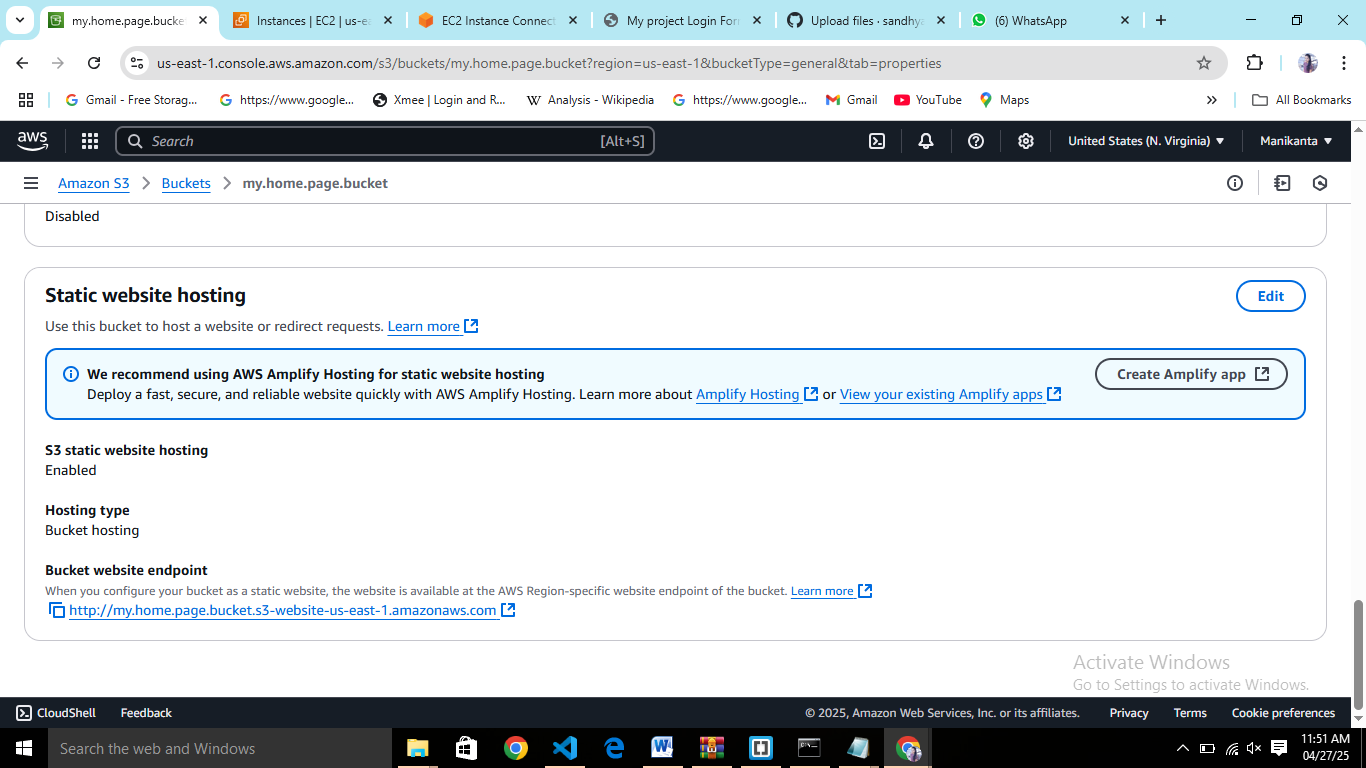 my.home.page.bucke
Instances | EC2 | us-ea
EC2 Instance Connect
My project Login For
Upload files · sandhya
(6) WhatsApp
us-east-1.console.aws.amazon.com/s3/buckets/my.home.page.bucket?region=us-east-1&bucketType=general&tab=properties
Gmail - Free Storag...
https://www.google...
Xmee | Login and R...
Analysis - Wikipedia
https://www.google...
Gmail
YouTube
Maps
All Bookmarks
aws
Search
[Alt+S]
United States (N. Virginia)
Manikanta
Amazon S3
Buckets
my.home.page.bucket
Disabled
Static website hosting
Edit
Use this bucket to host a website or redirect requests. Learn more
We recommend using AWS Amplify Hosting for static website hosting
Create Amplify app
Deploy a fast, secure, and reliable website quickly with AWS Amplify Hosting. Learn more about Amplify Hosting or View your existing Amplify apps
S3 static website hosting
Enabled
Hosting type
Bucket hosting
Bucket website endpoint
When you configure your bucket as a static website, the website is available at the AWS Region-specific website endpoint of the bucket. Learn more
http://my.home.page.bucket.s3-website-us-east-1.amazonaws.com
Activate Windows
Go to Settings to activate Windows.
CloudShell
Feedback
© 2025, Amazon Web Services, Inc. or its affiliates.
Privacy
Terms
Cookie preferences
Search the web and Windows
11:51 AM
04/27/25